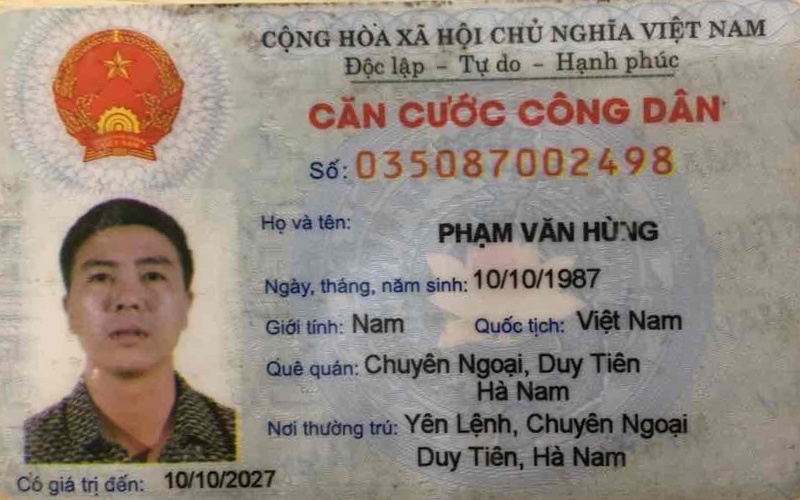 CỘNG HÒA XÃ HỘI CHỦ NGHĨA VIỆT NAM
Độc lập – Tự do – Hạnh phúc
CĂN CƯỚC CÔNG DÂN
Số: 035087002498
Họ và tên: PHẠM VĂN HÙNG
Ngày, tháng, năm sinh: 10/10/1987
Giới tính: Nam Quốc tịch: Việt Nam
Quê quán: Chuyên Ngoại, Duy Tiên
Hà Nam
Nơi thường trú: Yên Lệnh, Chuyên Ngoại
Duy Tiên, Hà Nam
Có giá trị đến: 10/10/2027